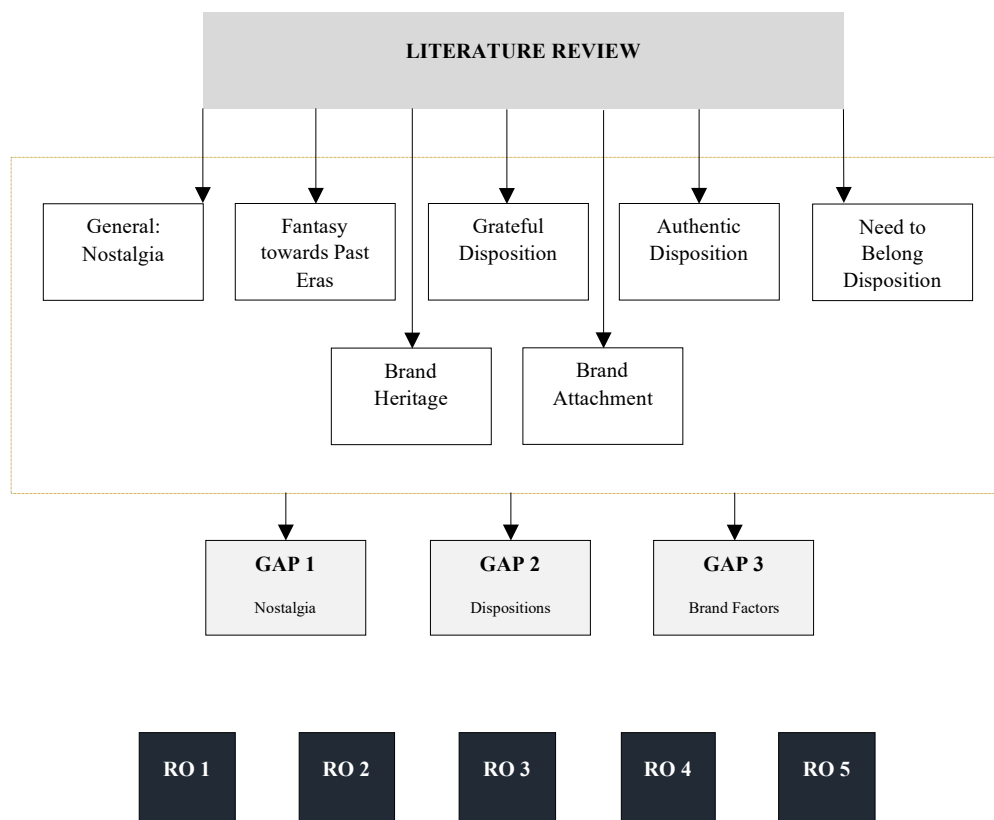 LITERATURE REVIEW
General:
Nostalgia
Fantasy
towards Past
Eras
Grateful
Disposition
Authentic
Disposition
Need to
Belong
Disposition
Brand
Heritage
Brand
Attachment
GAP 1
Nostalgia
GAP 2
Dispositions
GAP 3
Brand Factors
RO 1
RO 2
RO 3
RO 4
RO 5